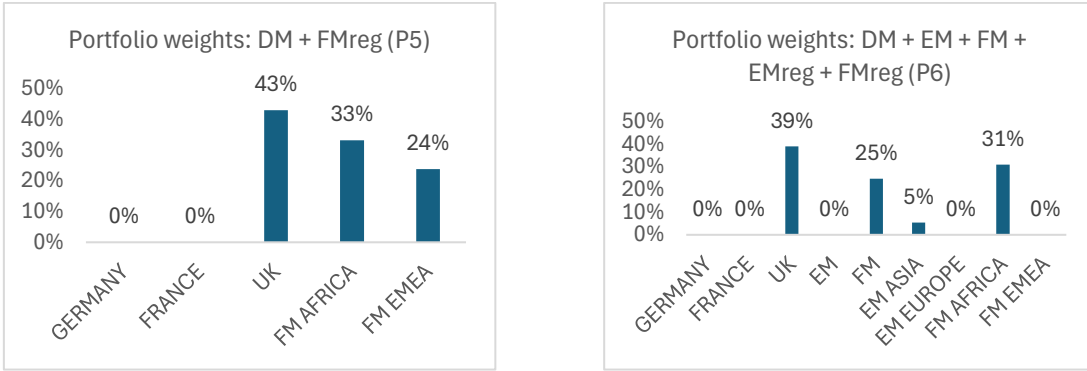 Portfolio weights: DM + FMreg (P5)
50%
40%
30%
20%
10%
0%
0%
0%
43%
33%
24%
GERMANY
FRANCE
UK
FM AFRICA
FM EMEA
Portfolio weights: DM + EM + FM +
EMreg + FMreg (P6)
50%
40%
30%
20%
10%
0%
0%
0%
39%
0%
25%
5%
0%
31%
0%
GERMANY
FRANCE
UK
EM
FM
EM ASIA
EM EUROPE
FM AFRICA
FM EMEA